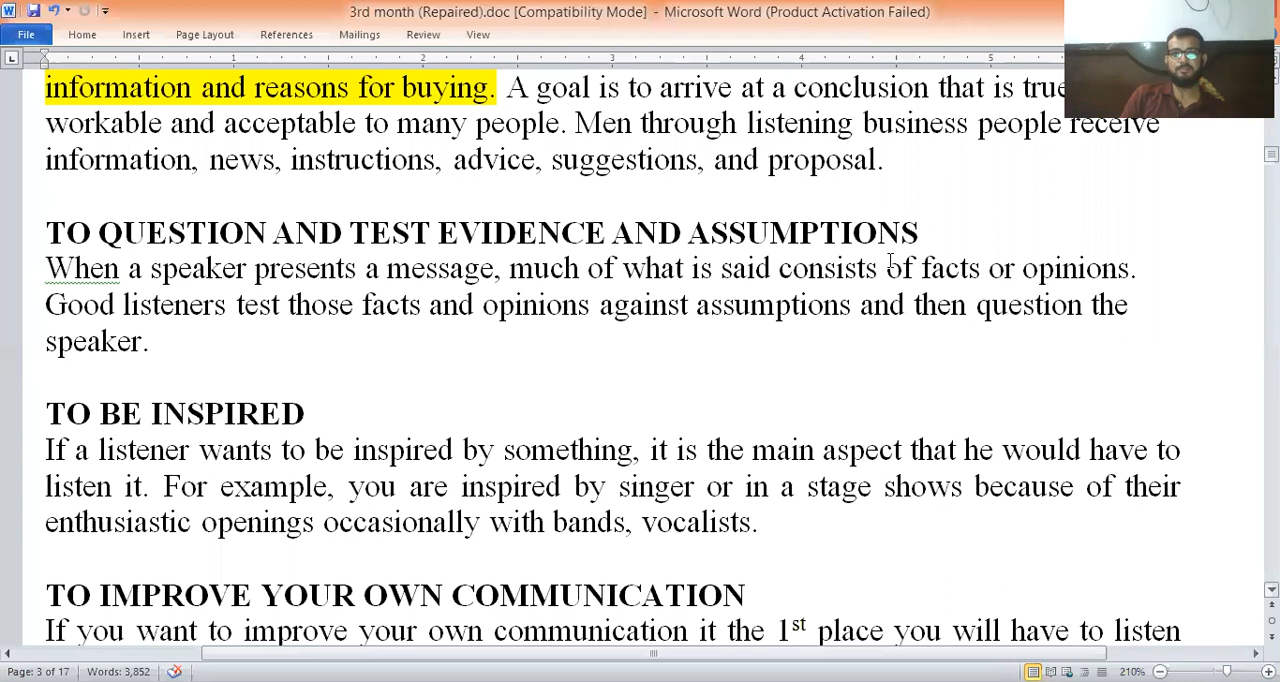 3rd month (Repaired).doc [Compatibility Mode] - Microsoft Word (Product Activation Failed)
File Home Insert Page Layout References Mailings Review View
1 2 3 4 5
information and reasons for buying. A goal is to arrive at a conclusion that is true
workable and acceptable to many people. Men through listening business people receive
information, news, instructions, advice, suggestions, and proposal.
TO QUESTION AND TEST EVIDENCE AND ASSUMPTIONS
When a speaker presents a message, much of what is said consists of facts or opinions.
Good listeners test those facts and opinions against assumptions and then question the
speaker.
TO BE INSPIRED
If a listener wants to be inspired by something, it is the main aspect that he would have to
listen it. For example, you are inspired by singer or in a stage shows because of their
enthusiastic openings occasionally with bands, vocalists.
TO IMPROVE YOUR OWN COMMUNICATION
If you want to improve your own communication it the 1st place you will have to listen
Page: 3 of 17 Words: 3,852 210%